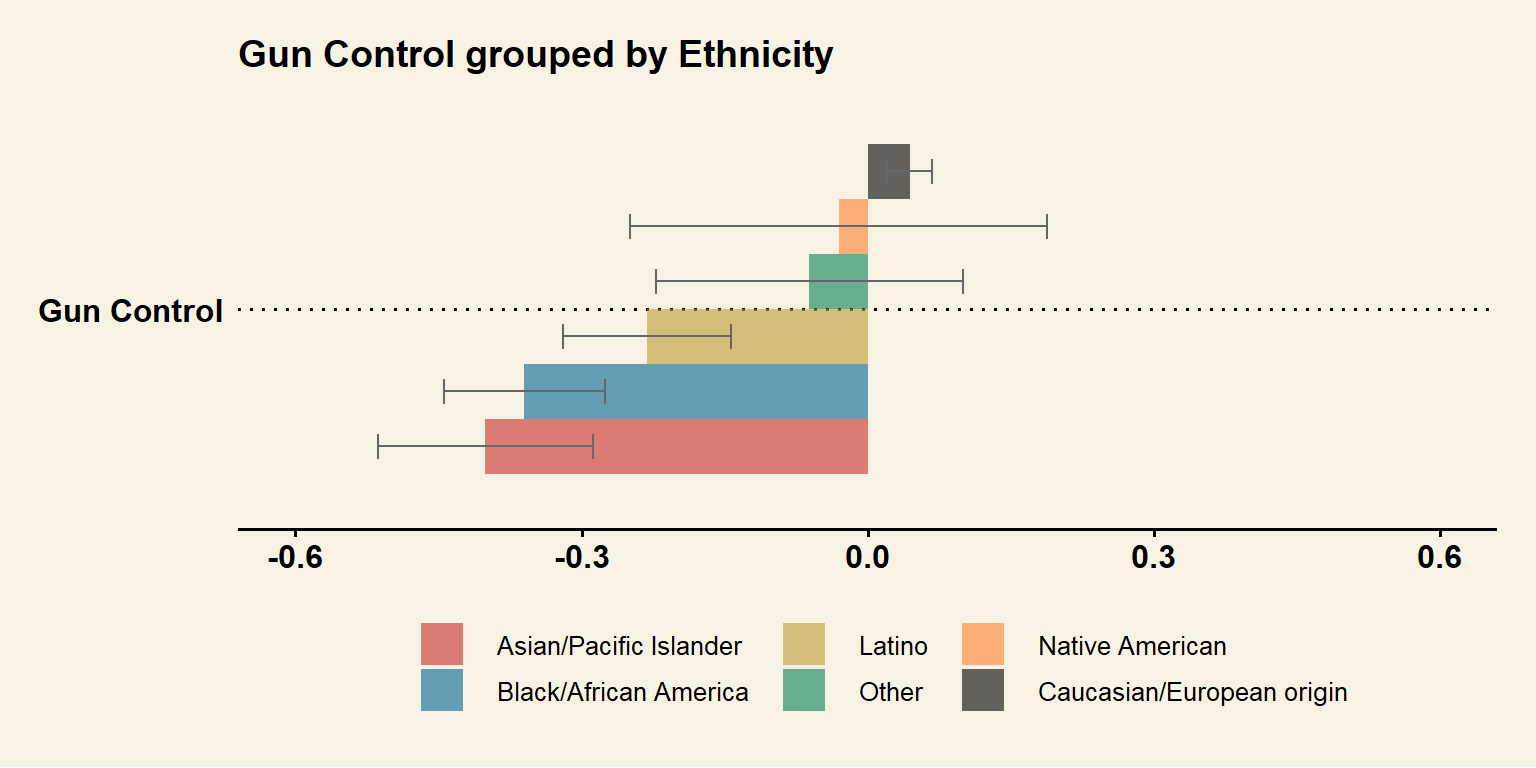 Gun Control grouped by Ethnicity
Gun Control
-0.6 -0.3 0.0 0.3 0.6
Asian/Pacific Islander Latino Native American
Black/African America Other Caucasian/European origin